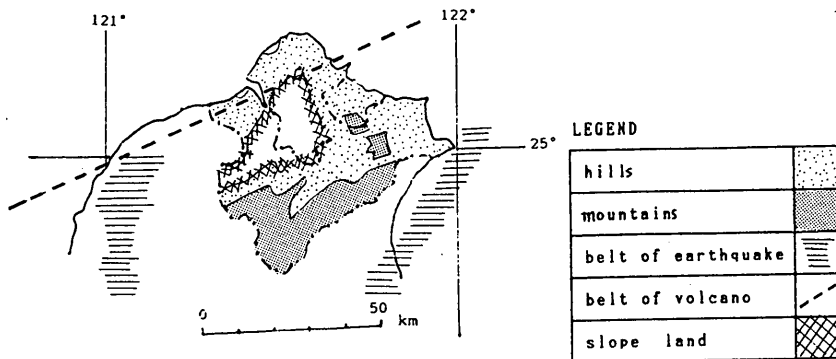 121°
122°
25°
0
50
km
LEGEND
hills
mountains
belt of earthquake
belt of volcano
slope land